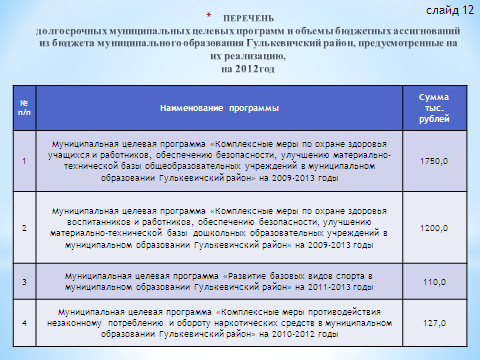 слайд 12
* ПЕРЕЧЕНЬ
долгосрочных муниципальных целевых программ и объемы бюджетных ассигнований
из бюджета муниципального образования Гулькевичский район, предусмотренные на
их реализацию,
на 2012год
№
п/п
Наименование программы
Сумма
тыс.
рублей
1
Муниципальная целевая программа «Комплексные меры по охране здоровья
учащихся и работников, обеспечению безопасности, улучшению материально-
технической базы общеобразовательных учреждений в муниципальном
образовании Гулькевичский район» на 2009-2013 годы
1750,0
2
Муниципальная целевая программа «Комплексные меры по охране здоровья
воспитанников и работников, обеспечению безопасности, улучшению
материально-технической базы дошкольных образовательных учреждений в
муниципальном образовании Гулькевичский район» на 2009-2013 годы
1200,0
3
Муниципальная целевая программа «Развитие базовых видов спорта в
муниципальном образовании Гулькевичский район» на 2011-2013 годы
110,0
4
Муниципальная целевая программа «Комплексные меры противодействия
незаконному потреблению и обороту наркотических средств в муниципальном
образовании Гулькевичский район» на 2010-2012 годы
127,0